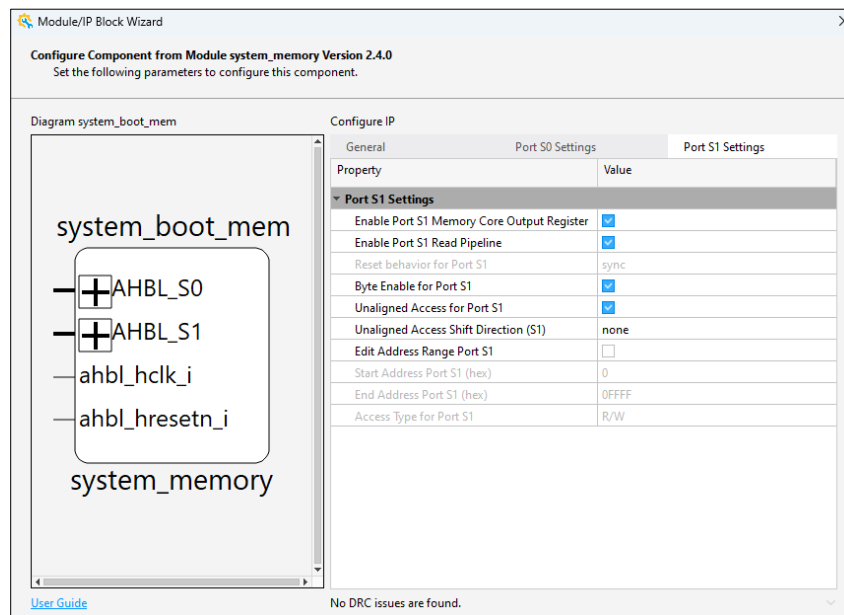 Module/IP Block Wizard
Configure Component from Module system_memory Version 2.4.0
Set the following parameters to configure this component.
Diagram system_boot_mem
Configure IP
General Port S0 Settings Port S1 Settings
Property Value
Port S1 Settings
Enable Port S1 Memory Core Output Register
Enable Port S1 Read Pipeline
Reset behavior for Port S1 sync
Byte Enable for Port S1
Unaligned Access for Port S1
Unaligned Access Shift Direction (S1) none
Edit Address Range Port S1
Start Address Port S1 (hex) 0
End Address Port S1 (hex) 0FFFF
Access Type for Port S1 R/W
system_boot_mem
AHBL_S0
AHBL_S1
ahbl_hclk_i
ahbl_hresetn_i
system_memory
User Guide
No DRC issues are found.